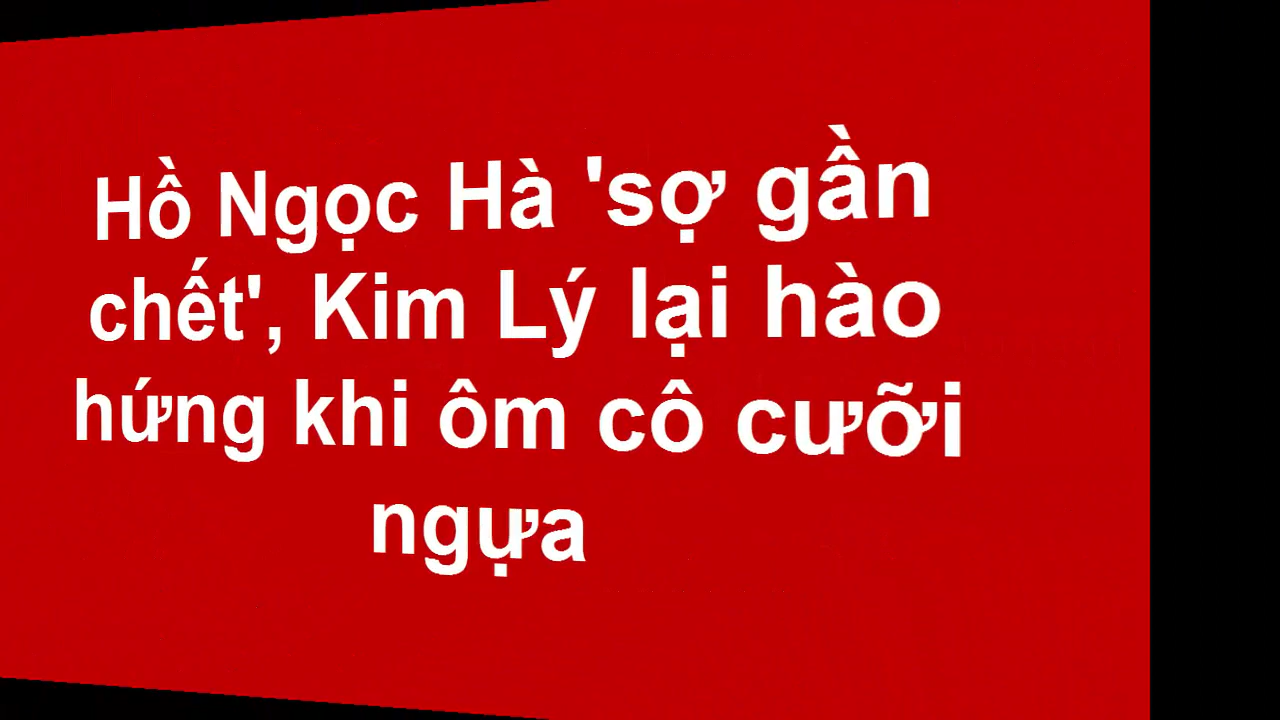 Hồ Ngọc Hà 'sợ gần
chết', Kim Lý lại hào
hứng khi ôm cô cưỡi
ngựa